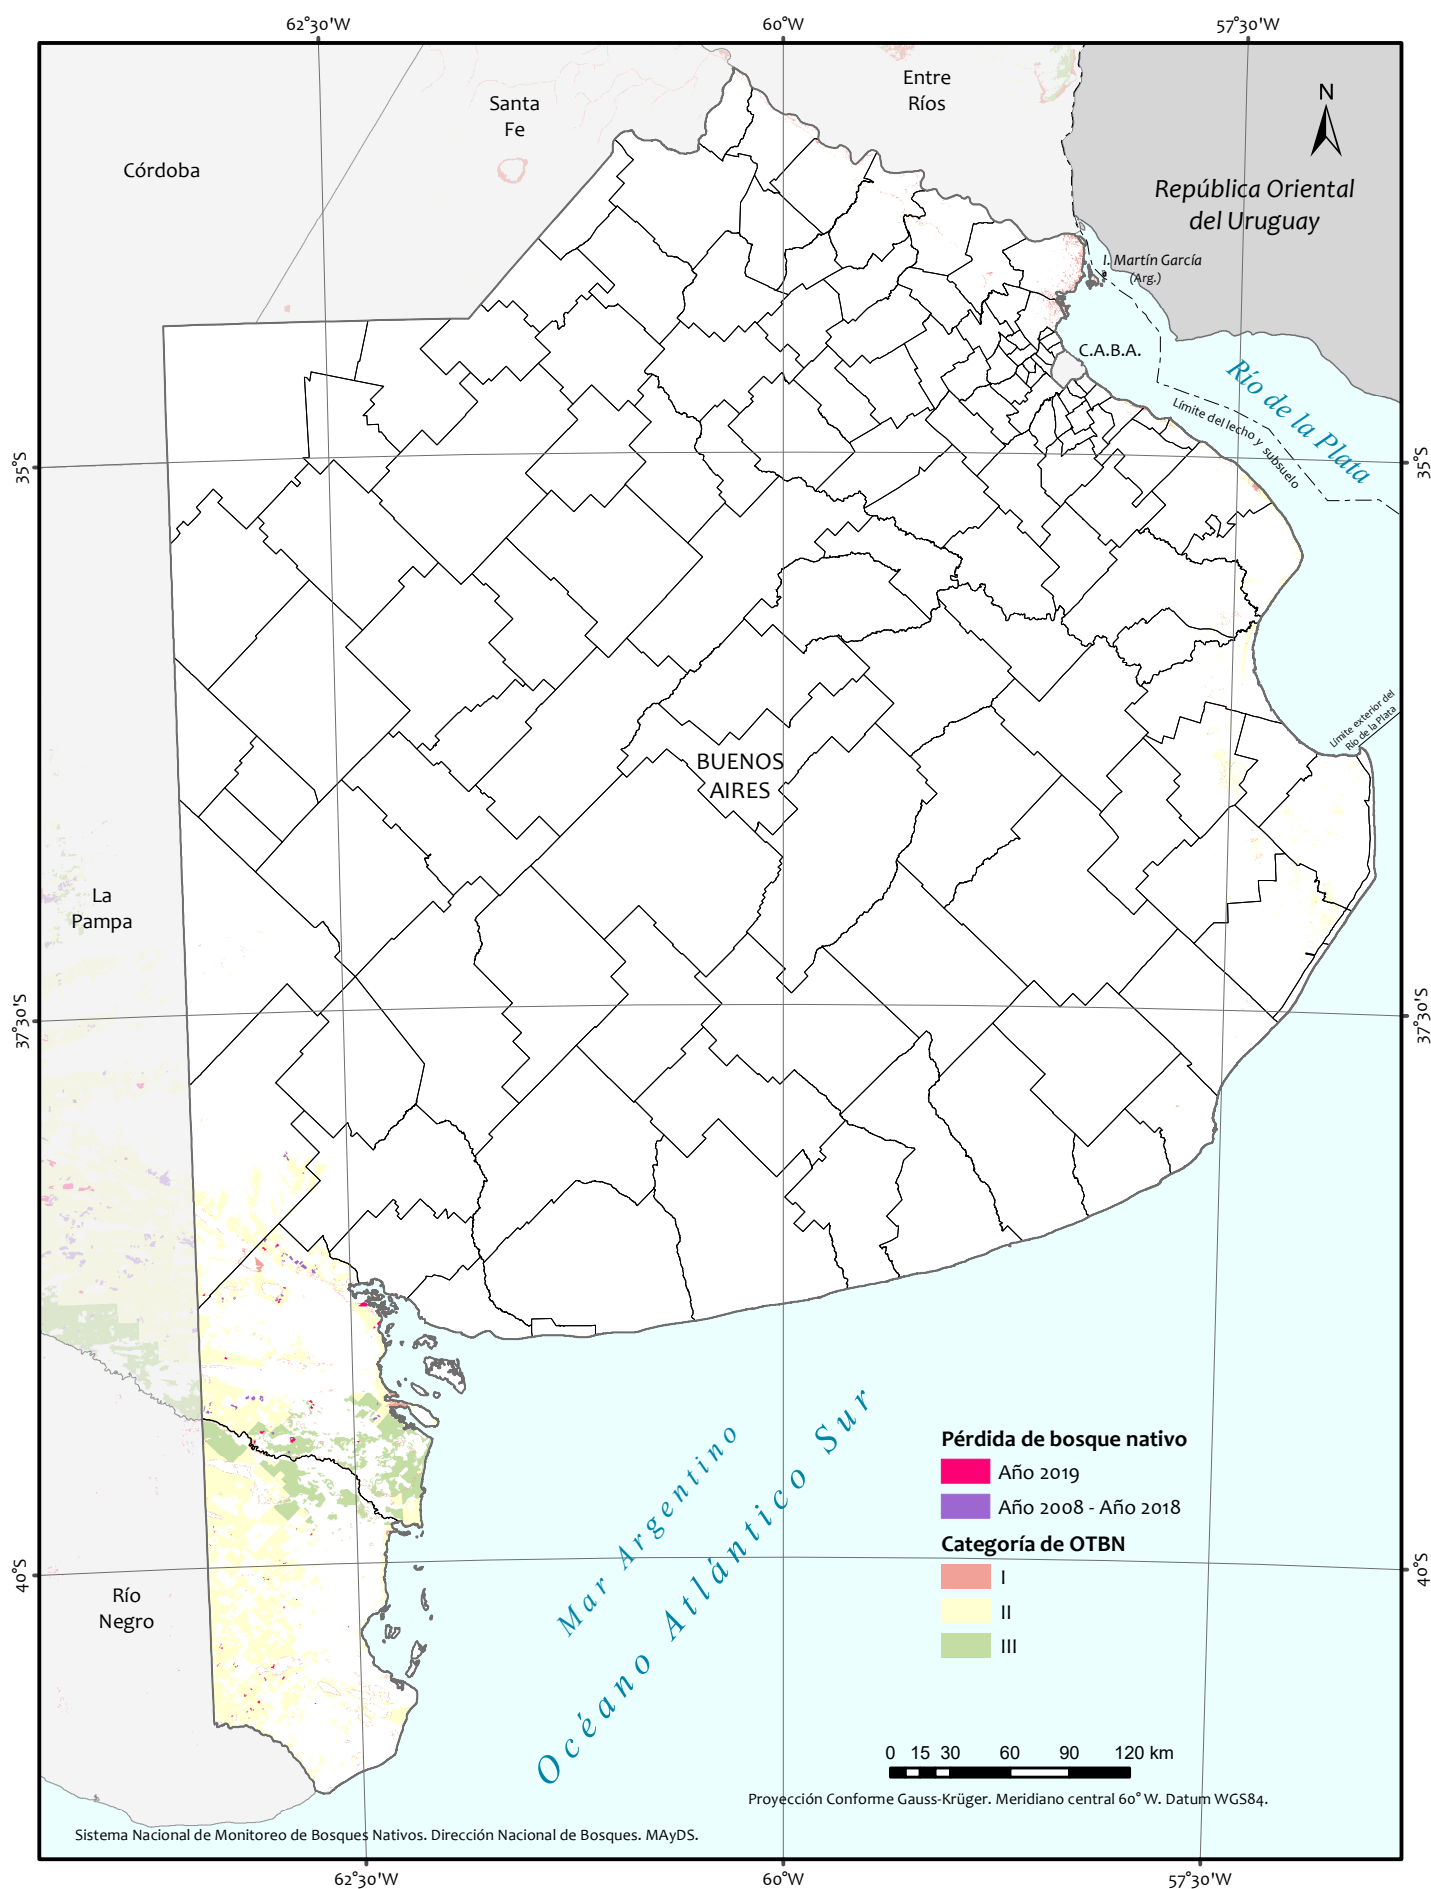 62°30'W
60°W
57°30'W
Entre
Ríos
Santa
Fe
N
Córdoba
República Oriental
del Uruguay
I. Martín García
(Arg.)
C.A.B.A.
Río de la Plata
Límite del lecho y subsuelo
35°S
35°S
Límite exterior del
Río de la Plata
BUENOS
AIRES
La
Pampa
37°30'S
37°30'S
Mar Argentino
Océano Atlántico Sur
Pérdida de bosque nativo
Año 2019
Año 2008 - Año 2018
Categoría de OTBN
I
II
III
40°S
40°S
Río
Negro
0 15 30 60 90 120 km
Proyección Conforme Gauss-Krüger. Meridiano central 60° W. Datum WGS84.
Sistema Nacional de Monitoreo de Bosques Nativos. Dirección Nacional de Bosques. MAyDS.
62°30'W
60°W
57°30'W